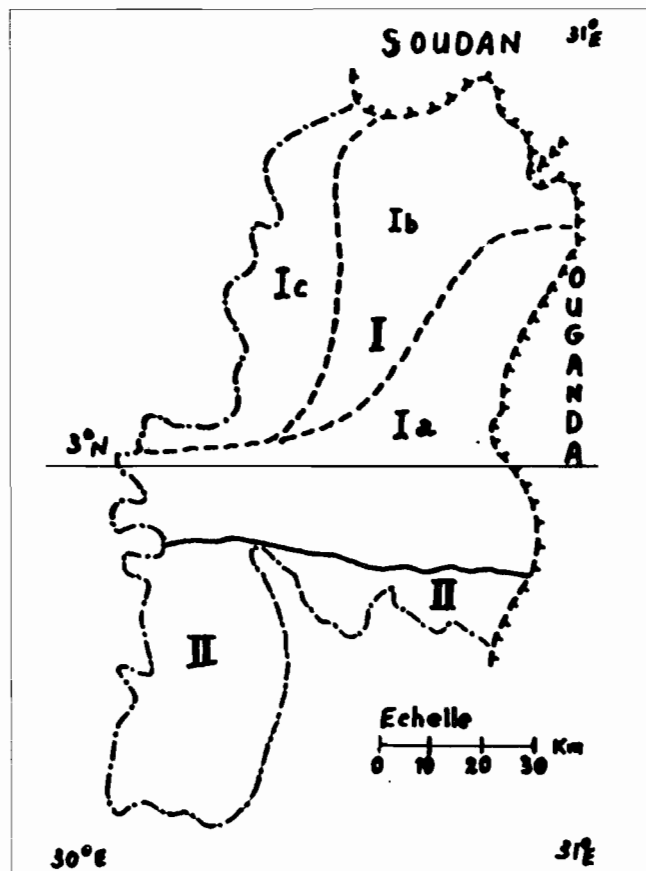 SOUDAN
31°E
Ib
Ic
I
OUGANDA
Ia
3°N
II
II
Echelle
0 10 20 30 Km
30°E
31°E